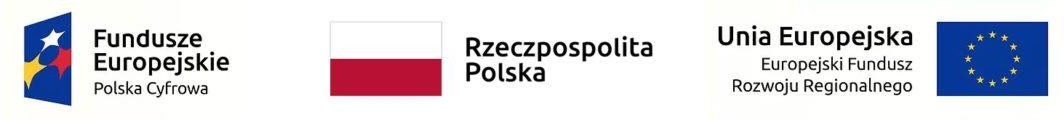 Fundusze
Europejskie
Polska Cyfrowa
Rzeczpospolita
Polska
Unia Europejska
Europejski Fundusz
Rozwoju Regionalnego